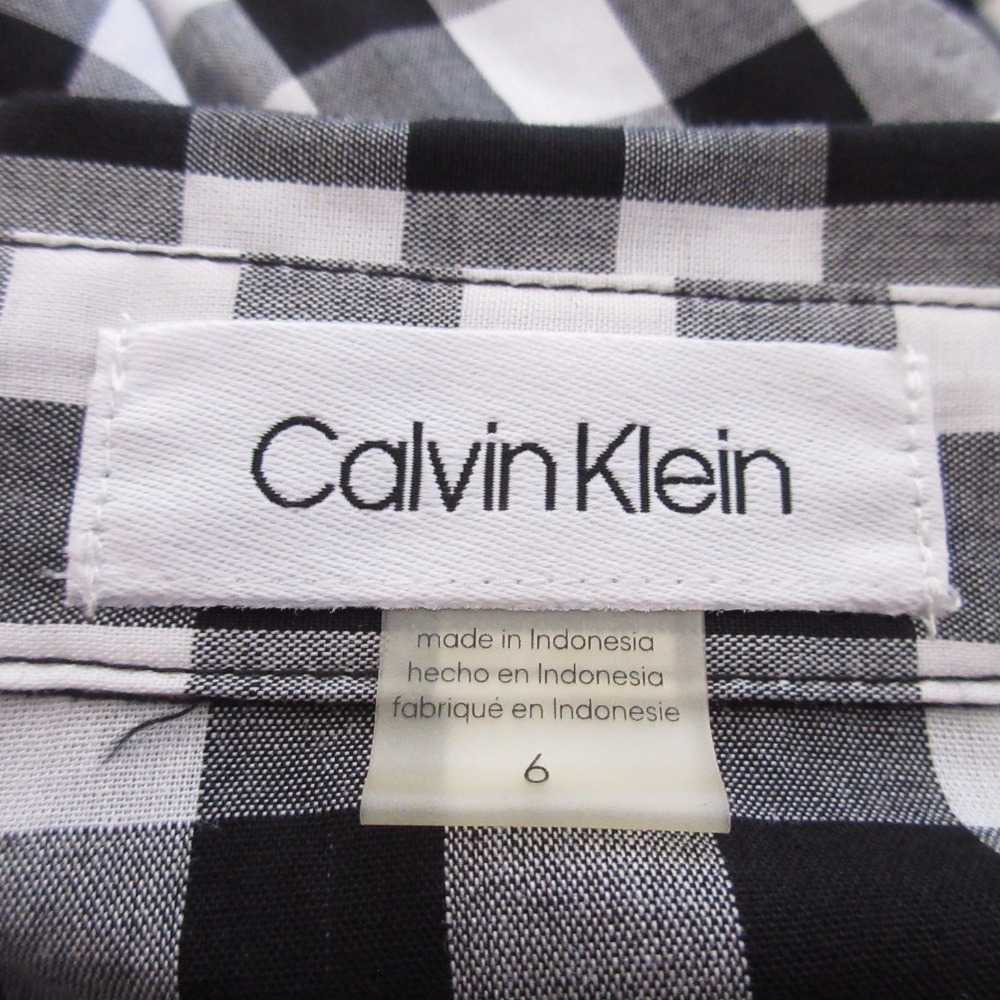 Calvin Klein
made in Indonesia
hecho en Indonesia
fabriqué en Indonesie
6